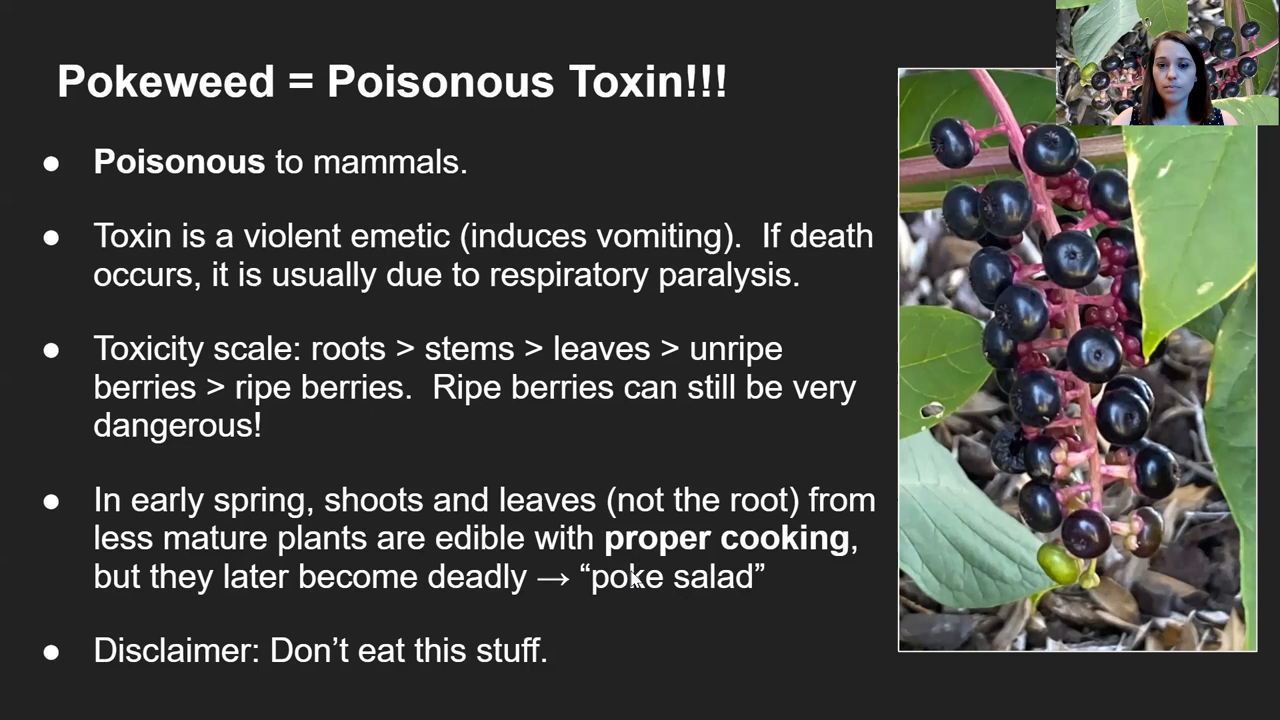 Pokeweed = Poisonous Toxin!!!
● Poisonous to mammals.
● Toxin is a violent emetic (induces vomiting).  If death
occurs, it is usually due to respiratory paralysis.
● Toxicity scale: roots > stems > leaves > unripe
berries > ripe berries.  Ripe berries can still be very
dangerous!
● In early spring, shoots and leaves (not the root) from
less mature plants are edible with proper cooking,
but they later become deadly → “poke salad”
● Disclaimer: Don’t eat this stuff.